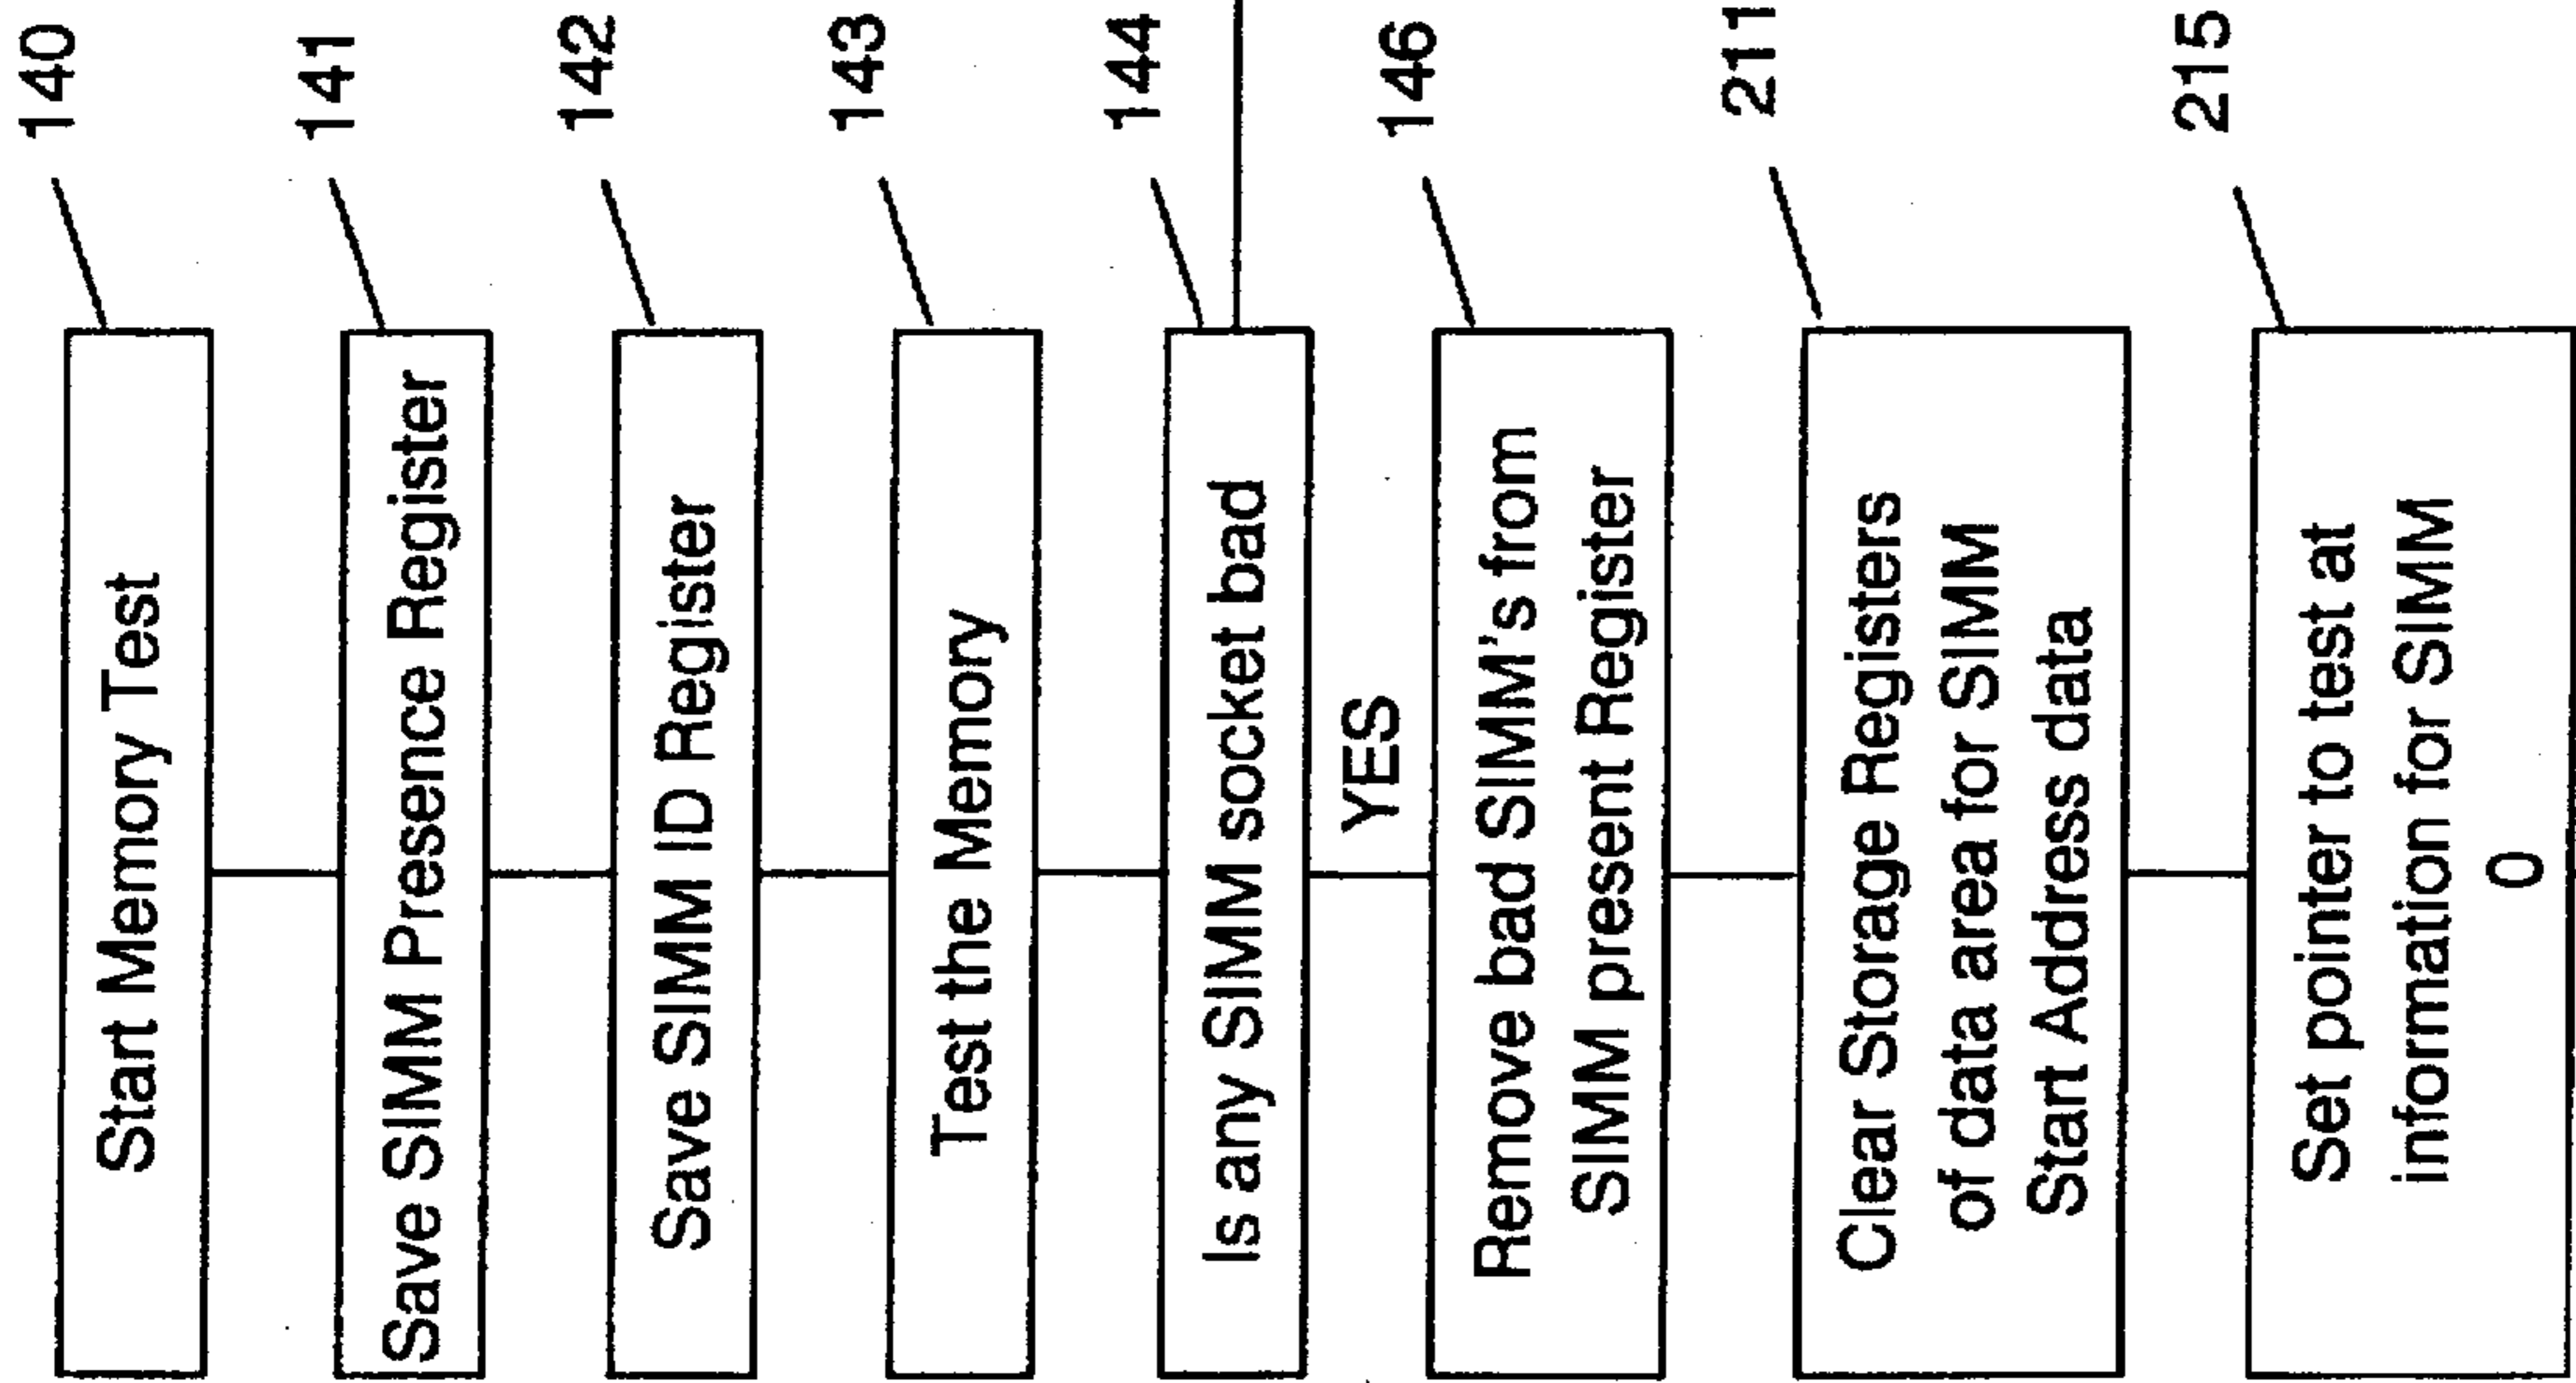 Start Memory Test
140
Save SIMM Presence Register
141
Save SIMM ID Register
142
Test the Memory
143
Is any SIMM socket bad
144
YES
Remove bad SIMM's from
SIMM present Register
146
Clear Storage Registers
of data area for SIMM
Start Address data
211
Set pointer to test at
information for SIMM
0
215